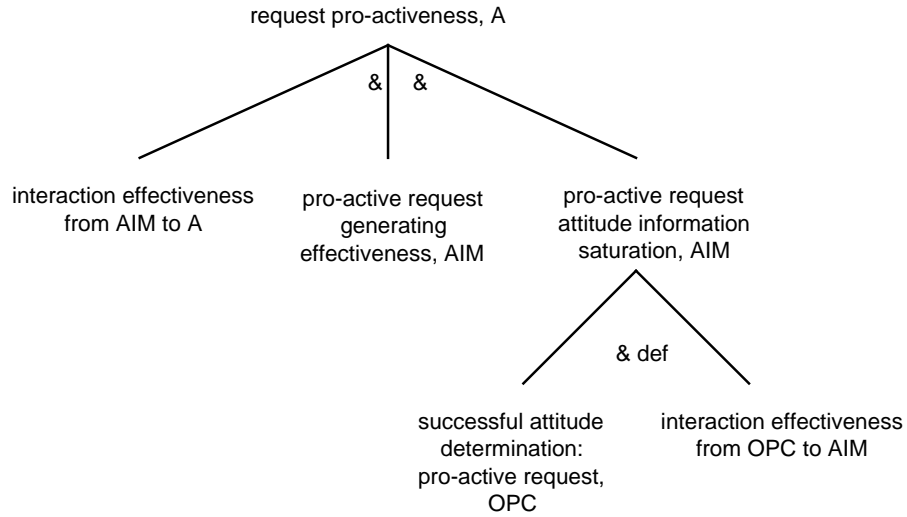 request pro-activeness, A
& &
interaction effectiveness
from AIM to A
pro-active request
generating
effectiveness, AIM
pro-active request
attitude information
saturation, AIM
& def
successful attitude
determination:
pro-active request,
OPC
interaction effectiveness
from OPC to AIM